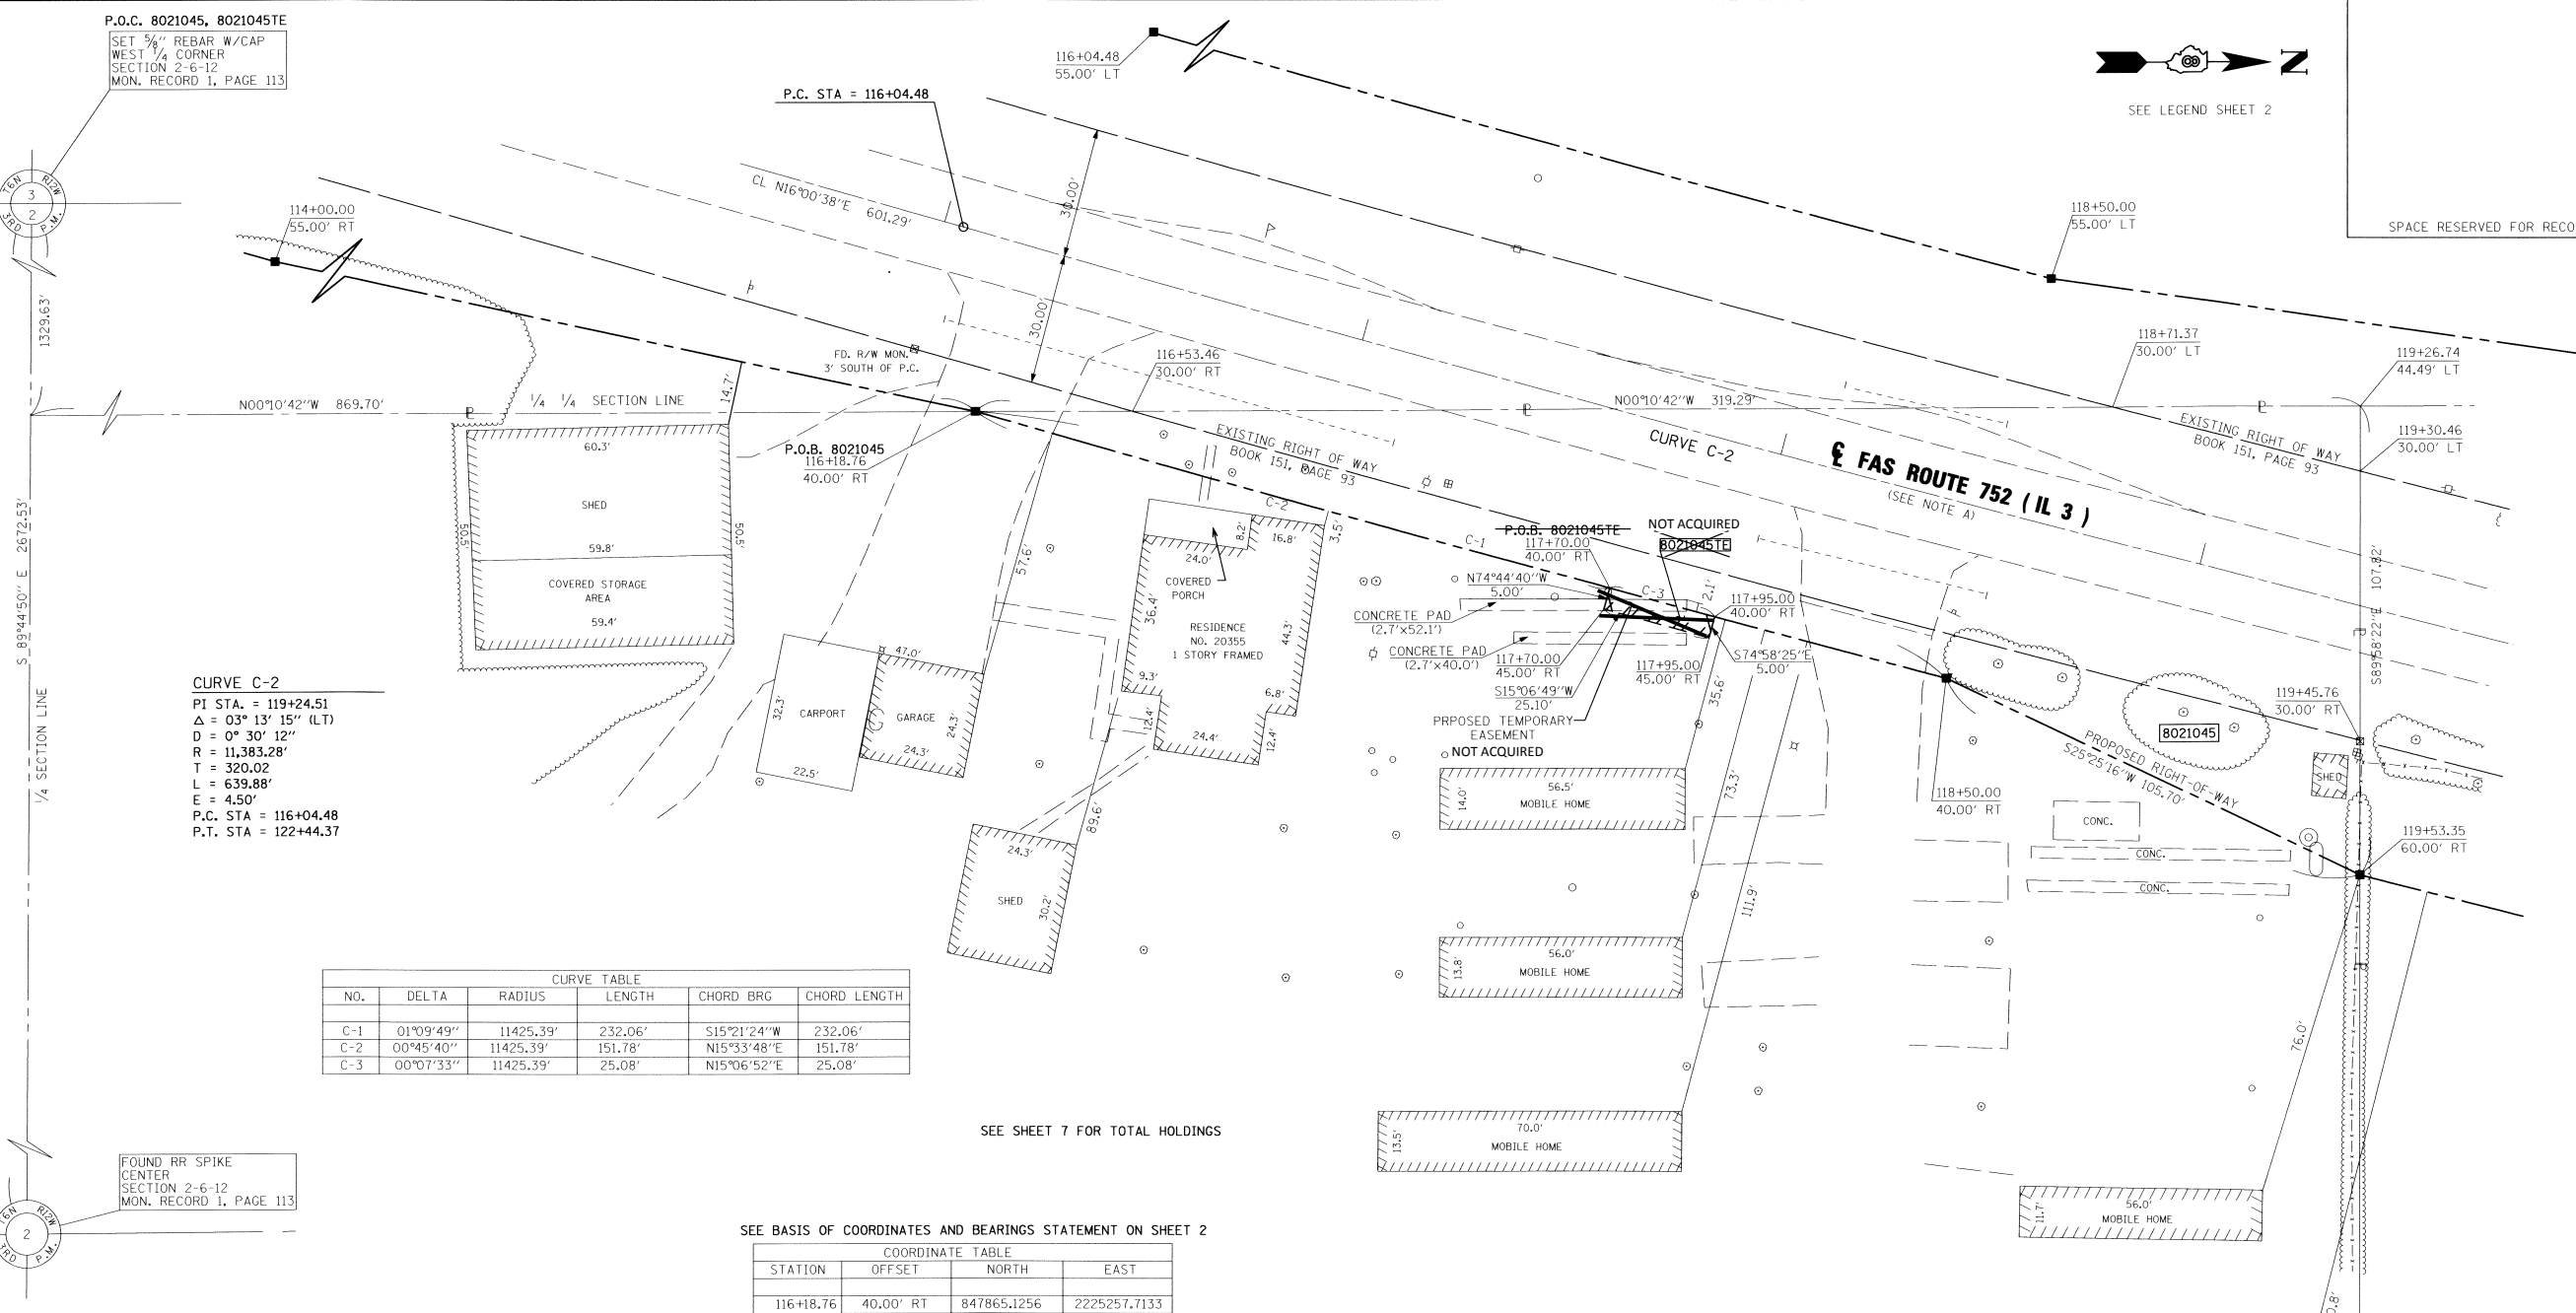 P.O.C. 8021045, 8021045TE
SET 5/8" REBAR W/CAP
WEST 1/4 CORNER
SECTION 2-6-12
MON. RECORD 1, PAGE 113
116+04.48
55.00' LT
P.C. STA = 116+04.48
N
SEE LEGEND SHEET 2
SPACE RESERVED FOR RECO
T6N R12W
3
2
3RD P.M.
114+00.00
55.00' RT
CL N16°00'38"E 601.29'
30.00'
30.00'
118+50.00
55.00' LT
1329.63'
FD. R/W MON.
3' SOUTH OF P.C.
116+53.46
30.00' RT
118+71.37
30.00' LT
119+26.74
44.49' LT
N00°10'42"W 869.70'
1/4 1/4 SECTION LINE
14.7'
N00°10'42"W 319.29'
EXISTING RIGHT OF WAY
BOOK 151, PAGE 93
119+30.46
30.00' LT
P.O.B. 8021045
116+18.76
40.00' RT
EXISTING RIGHT OF WAY
BOOK 151, PAGE 93
CURVE C-2
℄ FAS ROUTE 752 ( IL 3 )
(SEE NOTE A)
60.3'
SHED
59.8'
50.5'
50.5'
COVERED STORAGE
AREA
59.4'
S 89°44'50" E 2672.53'
1/4 SECTION LINE
57.6'
C-2
8.2'
16.8'
3.5'
24.0'
COVERED
PORCH
36.4'
RESIDENCE
NO. 20355
1 STORY FRAMED
44.3'
9.3'
6.8'
12.4'
24.4'
12.4'
C-1
P.O.B. 8021045TE
117+70.00
40.00' RT
NOT ACQUIRED
8021045TE
N74°44'40"W
5.00'
C-3
2.1'
117+95.00
40.00' RT
CONCRETE PAD
(2.7'x52.1')
CONCRETE PAD
(2.7'x40.0')
117+70.00
45.00' RT
117+95.00
45.00' RT
S74°58'25"E
5.00'
S15°06'49"W
25.10'
PRPOSED TEMPORARY
EASEMENT
NOT ACQUIRED
35.6'
S89°58'22"E 107.82'
119+45.76
30.00' RT
8021045
PROPOSED RIGHT-OF-WAY
S25°25'16"W 105.70'
SHED
118+50.00
40.00' RT
CONC.
CONC.
CONC.
119+53.35
60.00' RT
CURVE C-2
PI STA. = 119+24.51
Δ = 03° 13' 15" (LT)
D = 0° 30' 12"
R = 11,383.28'
T = 320.02
L = 639.88'
E = 4.50'
P.C. STA = 116+04.48
P.T. STA = 122+44.37
47.0'
32.3'
CARPORT
22.5'
GARAGE
24.3'
24.3'
89.6'
24.3'
SHED
30.2'
56.5'
14.0'
MOBILE HOME
73.3'
56.0'
13.8'
MOBILE HOME
111.9'
70.0'
13.5'
MOBILE HOME
76.0'
56.0'
11.7'
MOBILE HOME
0.8'
CURVE TABLE
NO. DELTA RADIUS LENGTH CHORD BRG CHORD LENGTH
C-1 01°09'49" 11425.39' 232.06' S15°21'24"W 232.06'
C-2 00°45'40" 11425.39' 151.78' N15°33'48"E 151.78'
C-3 00°07'33" 11425.39' 25.08' N15°06'52"E 25.08'
SEE SHEET 7 FOR TOTAL HOLDINGS
FOUND RR SPIKE
CENTER
SECTION 2-6-12
MON. RECORD 1, PAGE 113
T6N R12W
2
3RD P.M.
SEE BASIS OF COORDINATES AND BEARINGS STATEMENT ON SHEET 2
COORDINATE TABLE
STATION OFFSET NORTH EAST
116+18.76 40.00' RT 847865.1256 2225257.7133